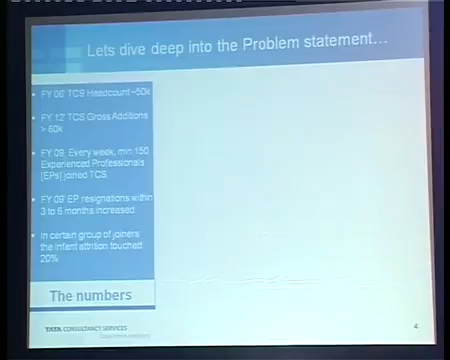 Lets dive deep into the Problem statement...
• FY 06' TCS Headcount ~50k
• FY 12' TCS Gross Additions
> 60k
• FY 09, Every week, min 150
Experienced Professionals
[EPs] joined TCS
• FY 09' EP resignations within
3 to 6 months increased
• In certain group of joiners
the Infant attrition touched
20%
The numbers
TATA CONSULTANCY SERVICES
4